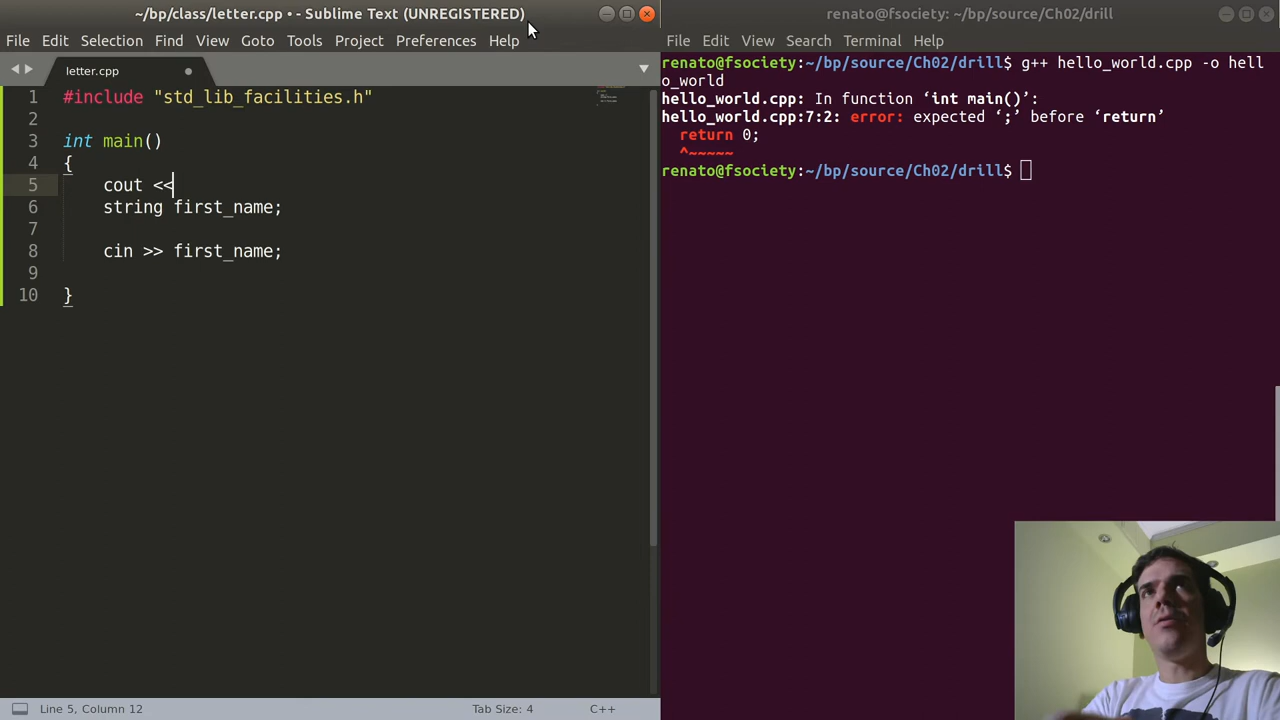 ~/bp/class/letter.cpp • - Sublime Text (UNREGISTERED)
File Edit Selection Find View Goto Tools Project Preferences Help
letter.cpp
1 #include "std_lib_facilities.h"
2
3 int main()
4 {
5 cout <<
6 string first_name;
7
8 cin >> first_name;
9
10 }
Line 5, Column 12
Tab Size: 4
C++
renato@fsociety: ~/bp/source/Ch02/drill
File Edit View Search Terminal Help
renato@fsociety:~/bp/source/Ch02/drill$ g++ hello_world.cpp -o hell
o_world
hello_world.cpp: In function ‘int main()’:
hello_world.cpp:7:2: error: expected ‘;’ before ‘return’
return 0;
^~~~~~
renato@fsociety:~/bp/source/Ch02/drill$